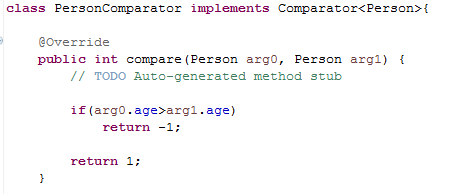 class PersonComparator implements Comparator<Person>{
@Override
public int compare(Person arg0, Person arg1) {
// TODO Auto-generated method stub
if(arg0.age>arg1.age)
return -1;
return 1;
}